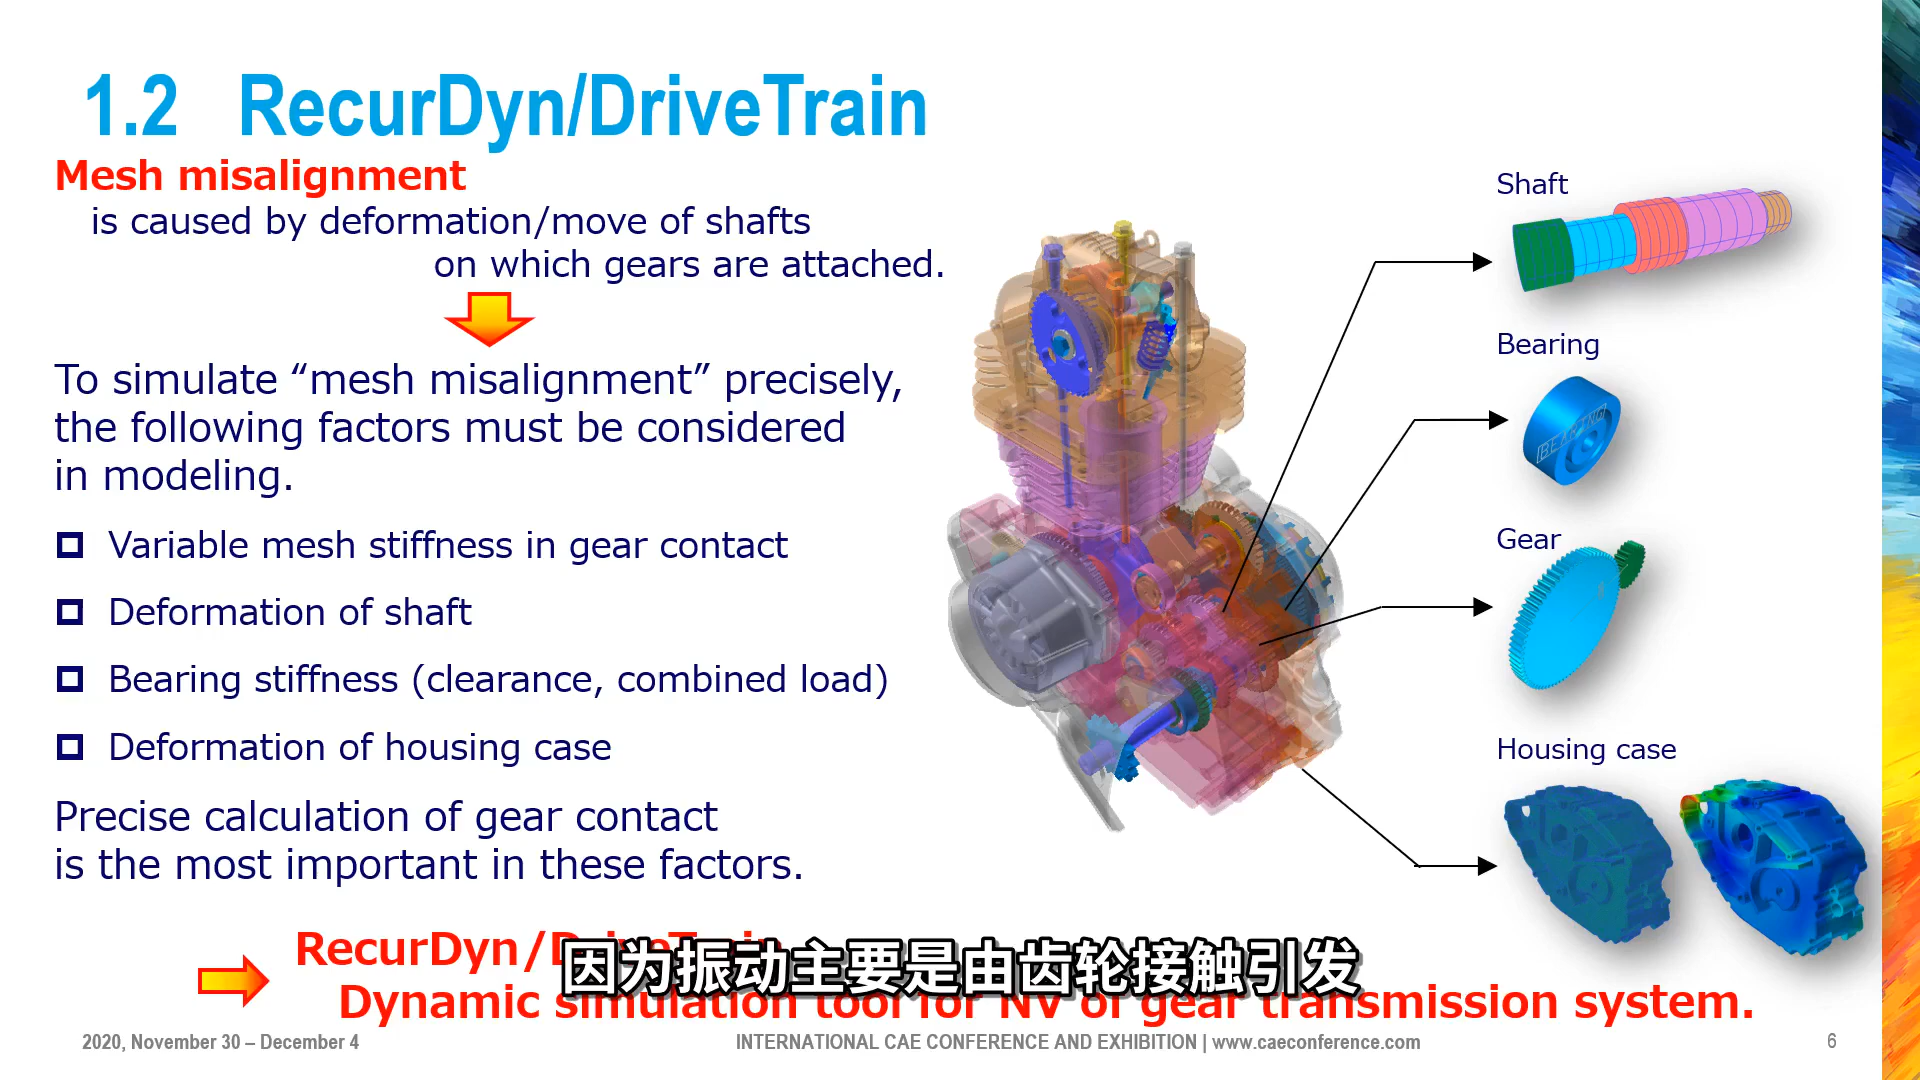 1.2 RecurDyn/DriveTrain
Mesh misalignment
is caused by deformation/move of shafts
on which gears are attached.
To simulate “mesh misalignment” precisely,
the following factors must be considered
in modeling.
Variable mesh stiffness in gear contact
Deformation of shaft
Bearing stiffness (clearance, combined load)
Deformation of housing case
Precise calculation of gear contact
is the most important in these factors.
RecurDyn/DriveTrain
Dynamic simulation tool for NV of gear transmission system.
因为振动主要是由齿轮接触引发
Shaft
Bearing
BEARING
Gear
Housing case
2020, November 30 – December 4
INTERNATIONAL CAE CONFERENCE AND EXHIBITION | www.caeconference.com
6